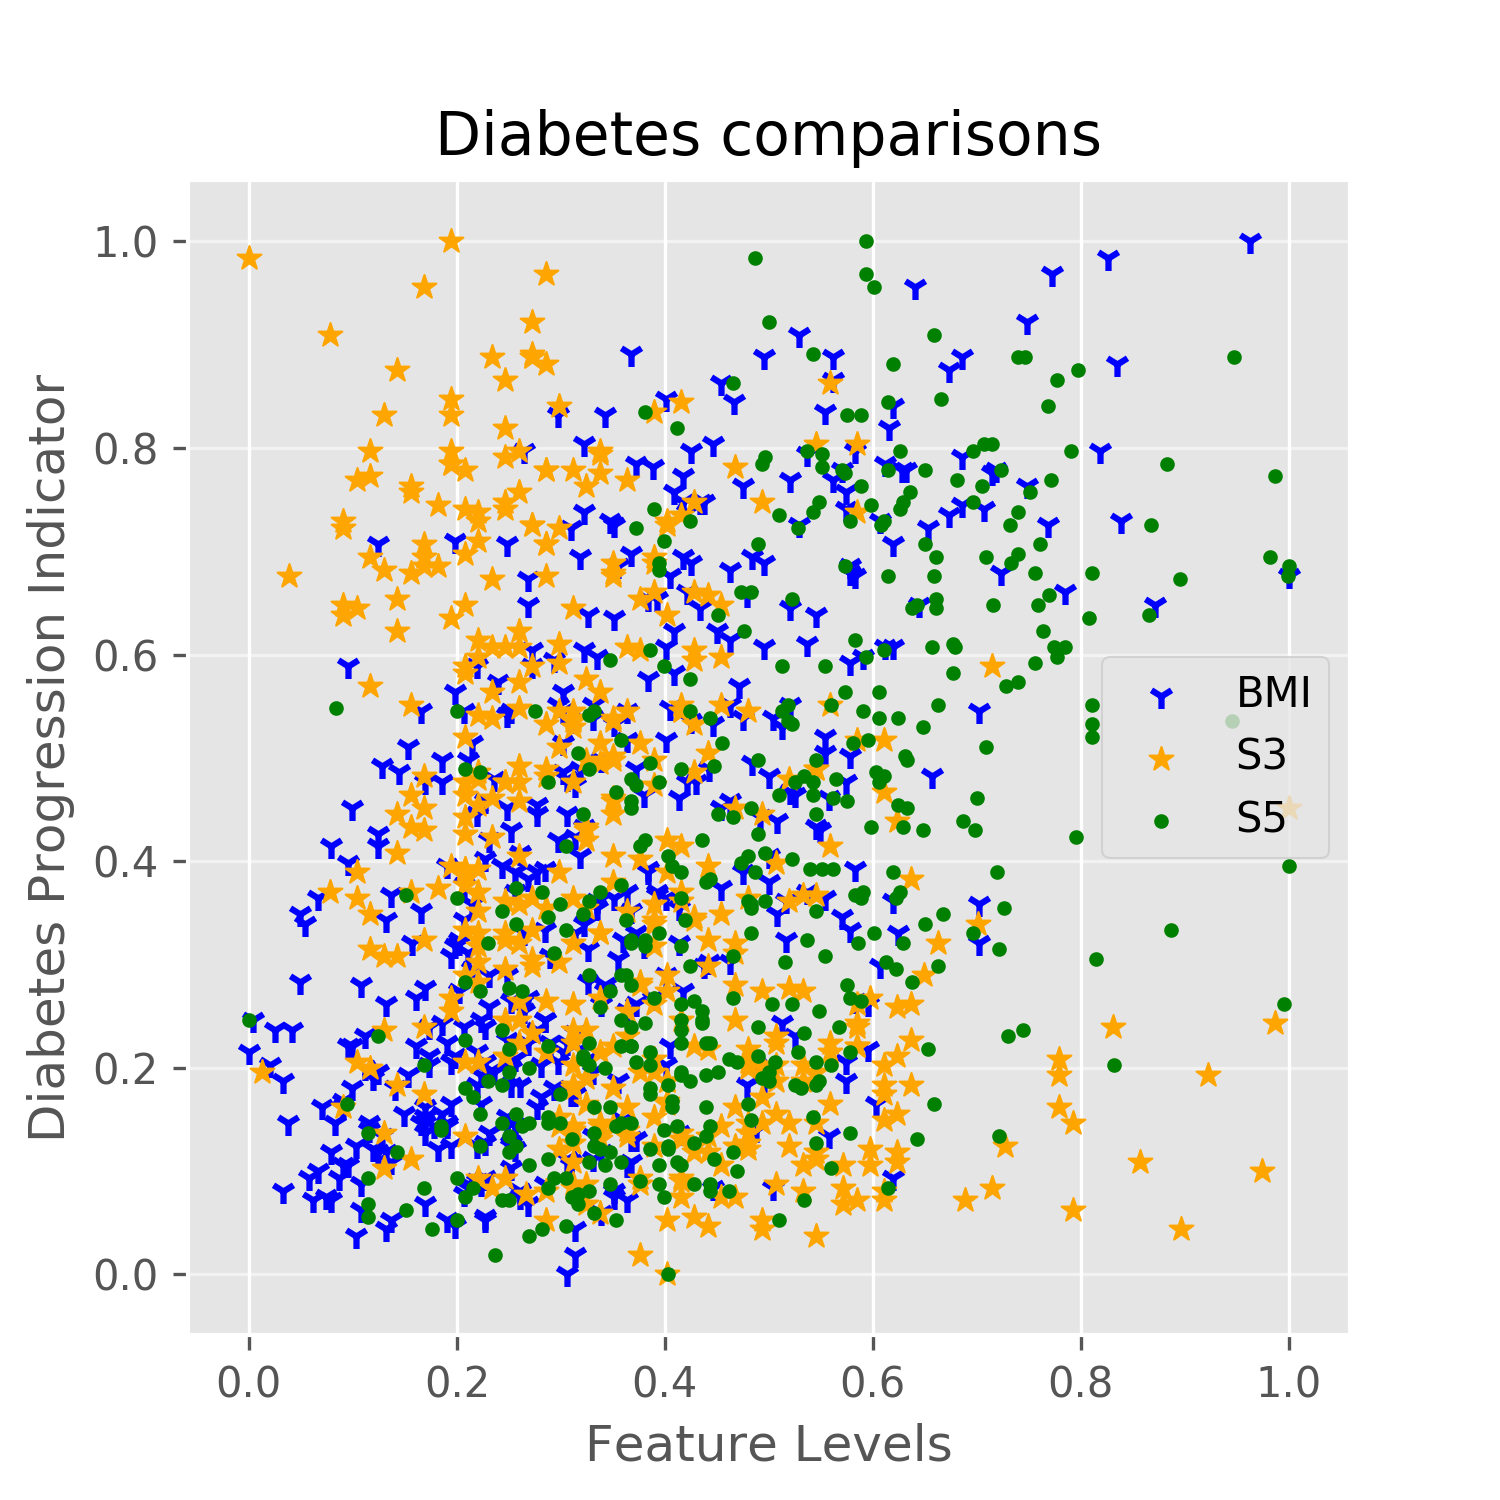 Diabetes comparisons
Diabetes Progression Indicator
1.0
0.8
0.6
0.4
0.2
0.0
BMI
S3
S5
0.0 0.2 0.4 0.6 0.8 1.0
Feature Levels